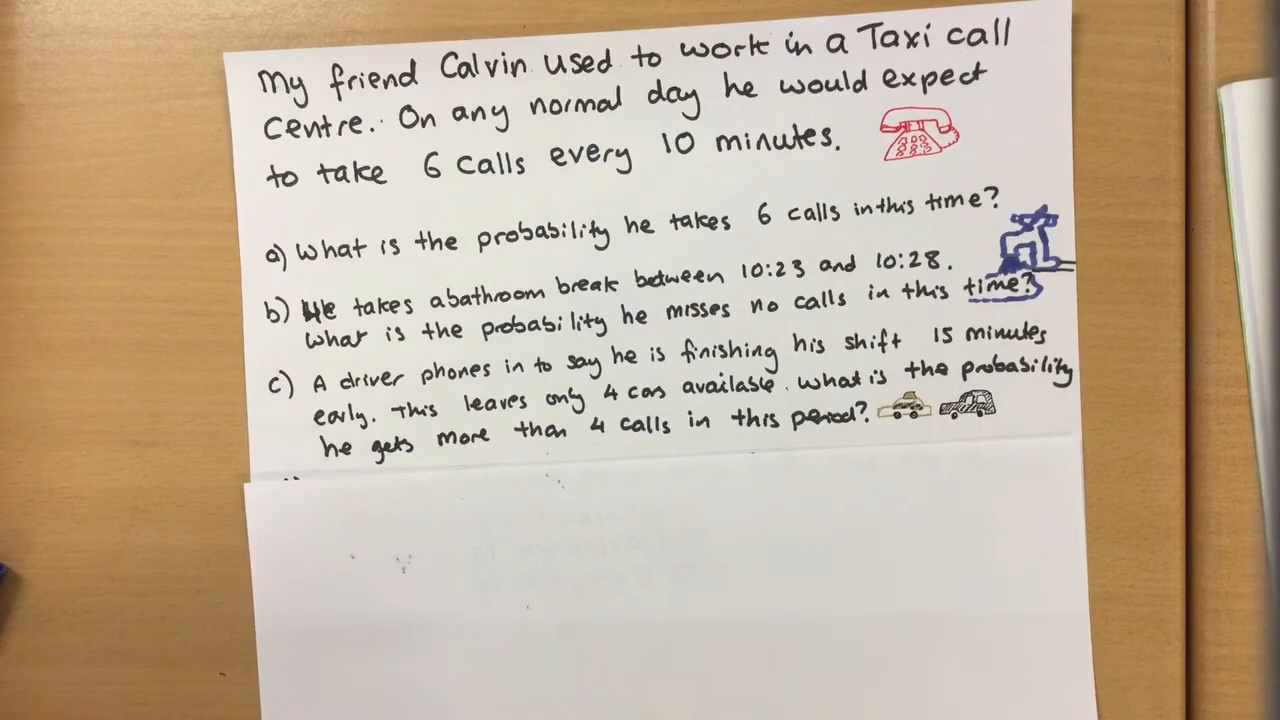 My friend Calvin used to work in a Taxi call
centre. On any normal day he would expect
to take 6 calls every 10 minutes.
a) What is the probability he takes 6 calls in this time?
b) He takes a bathroom break between 10:23 and 10:28.
What is the probability he misses no calls in this time?
c) A driver phones in to say he is finishing his shift 15 minutes
early. This leaves only 4 cars available. What is the probability
he gets more than 4 calls in this period?